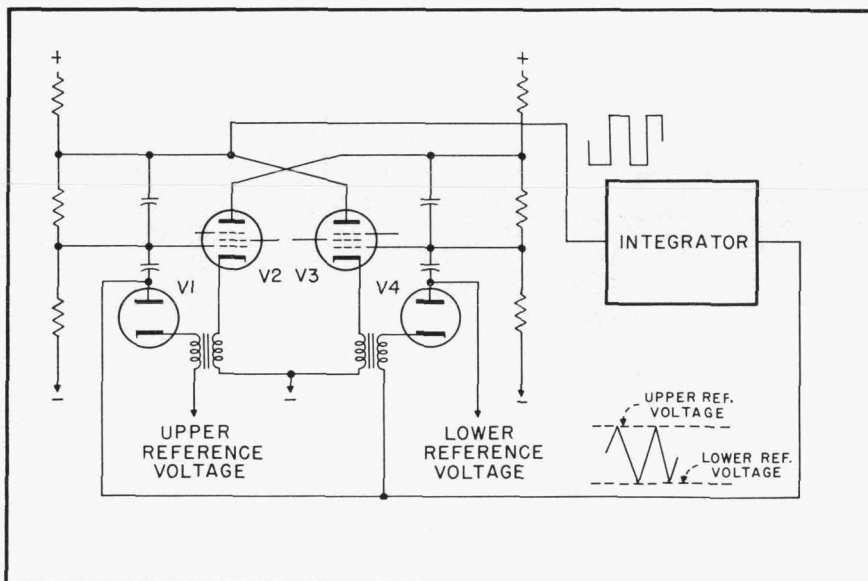 +
+
INTEGRATOR
V1
V2
V3
V4
−
−
−
UPPER
REFERENCE
VOLTAGE
LOWER
REFERENCE
VOLTAGE
UPPER REF.
VOLTAGE
LOWER REF.
VOLTAGE